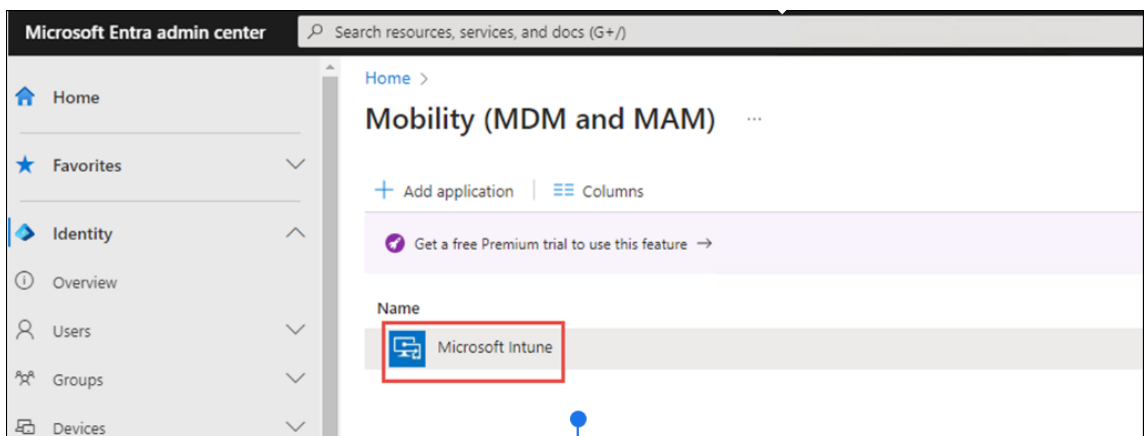 Microsoft Entra admin center
Search resources, services, and docs (G+/)
Home
Favorites
Identity
Overview
Users
Groups
Devices
Home >
Mobility (MDM and MAM) ...
+ Add application
Columns
Get a free Premium trial to use this feature →
Name
Microsoft Intune